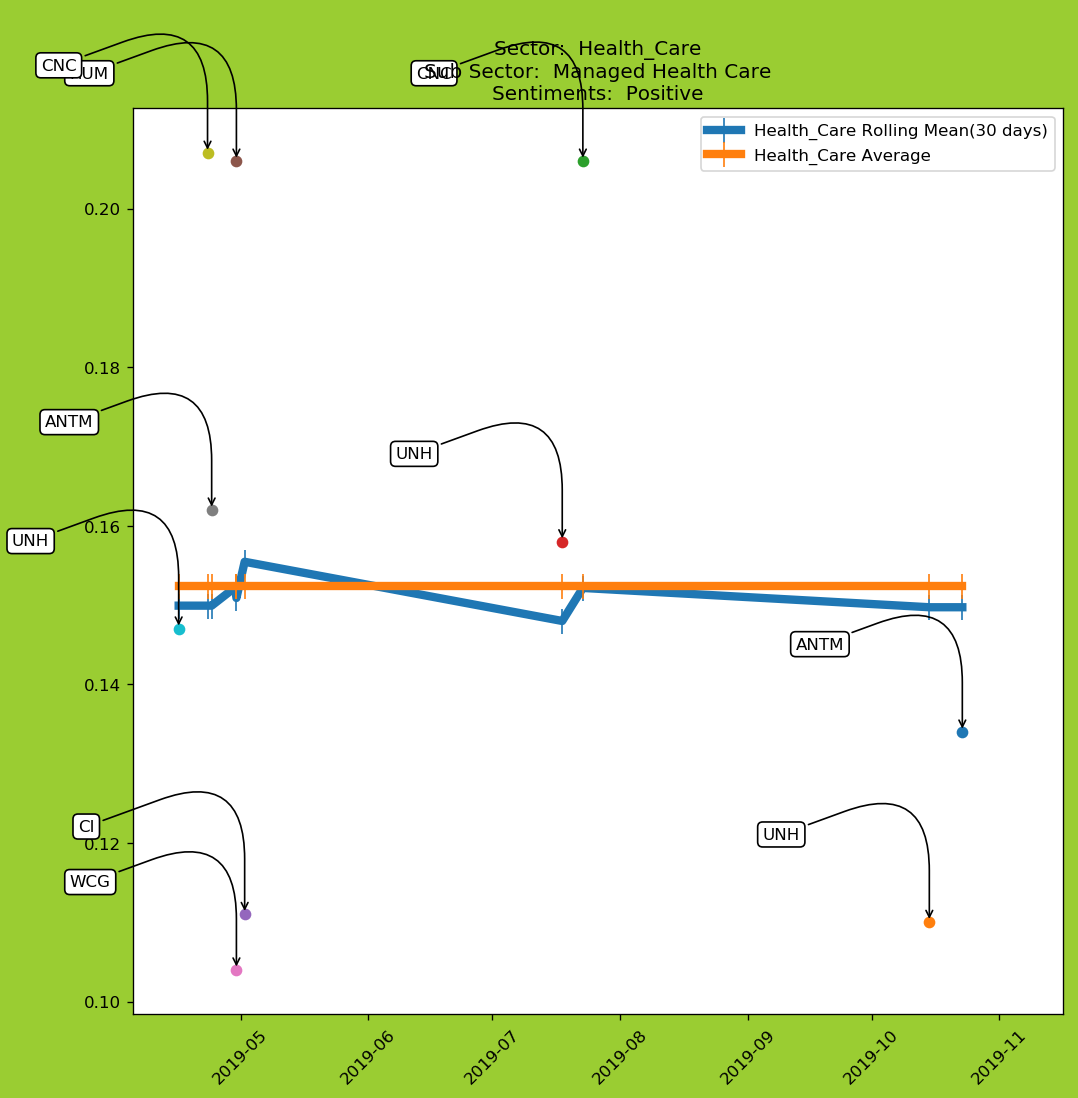 Sector: Health_Care
Sub Sector: Managed Health Care
Sentiments: Positive
CNC
CNC
Health_Care Rolling Mean(30 days)
Health_Care Average
0.20
0.18
ANTM
UNH
0.16
UNH
ANTM
0.14
CI
0.12
UNH
WCG
0.10
2019-05
2019-06
2019-07
2019-08
2019-09
2019-10
2019-11